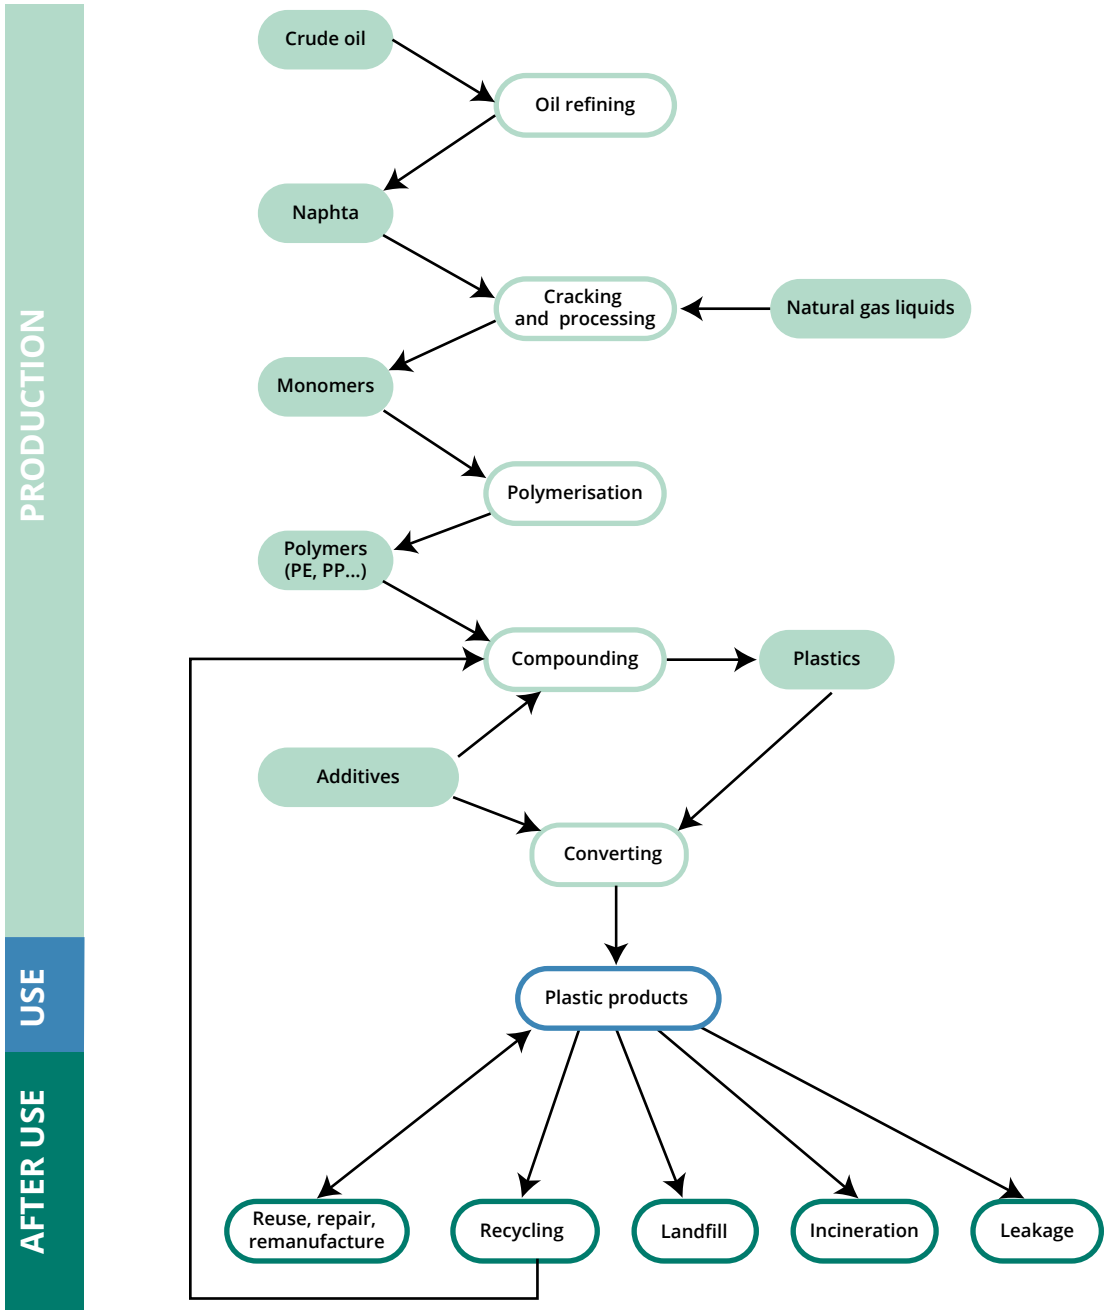 PRODUCTION
Crude oil
Oil refining
Naphta
Cracking
and processing
Natural gas liquids
Monomers
Polymerisation
Polymers
(PE, PP...)
Compounding
Plastics
Additives
Converting
USE
Plastic products
AFTER USE
Reuse, repair,
remanufacture
Recycling
Landfill
Incineration
Leakage